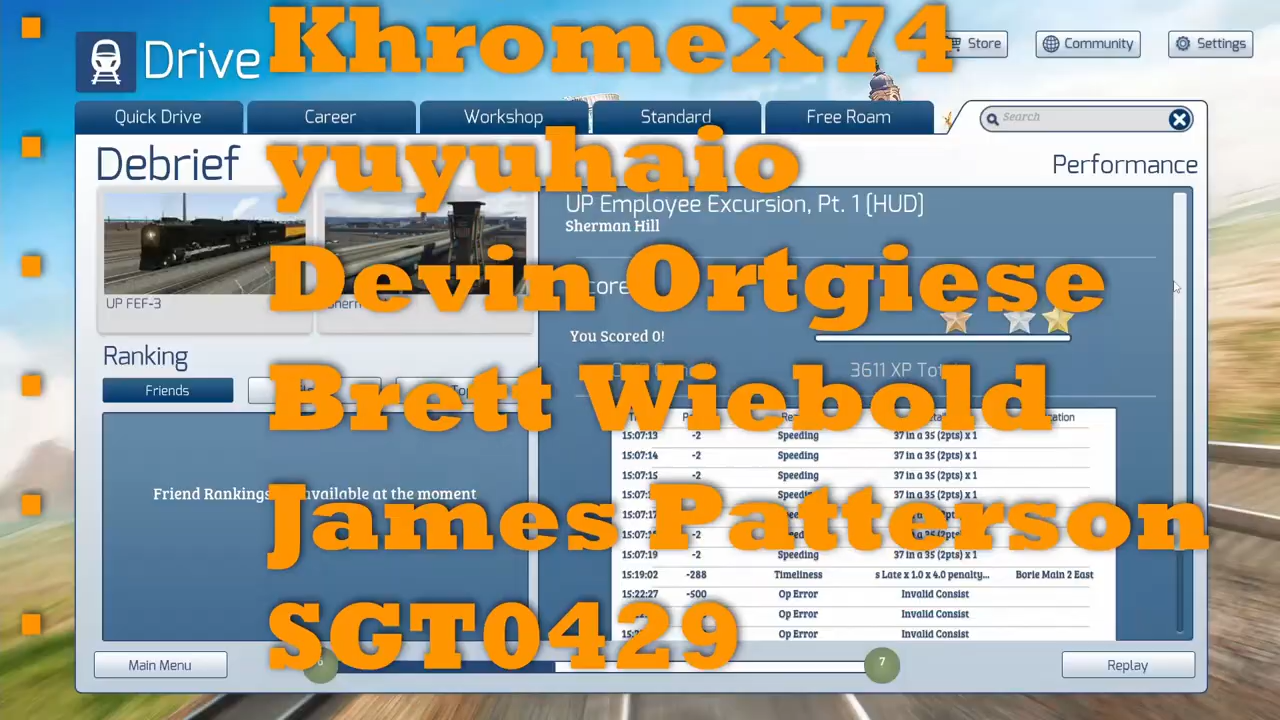 KhromeX74
Drive
Store
Community
Settings
Quick Drive
Career
Workshop
Standard
Free Roam
Search
Debrief
yuyuhaio
Performance
UP Employee Excursion, Pt. 1 (HUD)
Sherman Hill
Devin Ortgiese
UP FEF-3
You Scored 0!
Ranking
3611 XP
Friends
Brett Wiebold
15:07:13 -2 Speeding 37 in a 35 (2pts) x 1
15:07:14 -2 Speeding 37 in a 35 (2pts) x 1
15:07:15 -2 Speeding 37 in a 35 (2pts) x 1
Friend Rankings available at the moment
James Patterson
15:07:19 -2 Speeding 37 in a 35 (2pts) x 1
15:19:02 -288 Timeliness s Late x 1.0 x 4.0 penalty... Borie Main 2 East
15:22:27 -500 Op Error Invalid Consist
Op Error Invalid Consist
Op Error Invalid Consist
SGT0429
Main Menu
7
Replay